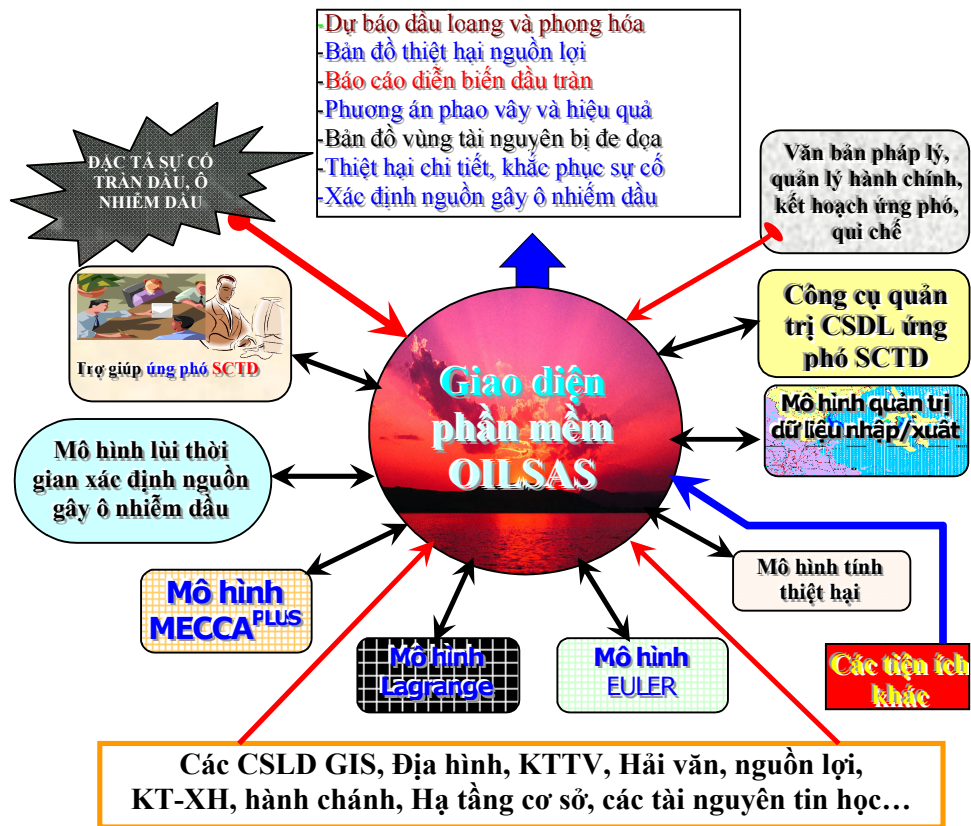 -Dự báo dầu loang và phong hóa
-Bản đồ thiệt hại nguồn lợi
-Báo cáo diễn biến dầu tràn
-Phương án phao vây và hiệu quả
-Bản đồ vùng tài nguyên bị đe dọa
-Thiệt hại chi tiết, khắc phục sự cố
-Xác định nguồn gây ô nhiễm dầu
ĐẶC TẢ SỰ CỐ
TRÀN DẦU, Ô
NHIỄM DẦU
Văn bản pháp lý,
quản lý hành chính,
kết hoạch ứng phó,
qui chế
Trợ giúp ứng phó SCTD
Công cụ quản
trị CSDL ứng
phó SCTD
Giao diện
phần mềm
OILSAS
Mô hình quản trị
dữ liệu nhập/xuất
Mô hình lùi thời
gian xác định nguồn
gây ô nhiễm dầu
Mô hình tính
thiệt hại
Mô hình
MECCAPLUS
Mô hình
Lagrange
Mô hình
EULER
Các tiện ích
khác
Các CSLD GIS, Địa hình, KTTV, Hải văn, nguồn lợi,
KT-XH, hành chánh, Hạ tầng cơ sở, các tài nguyên tin học…